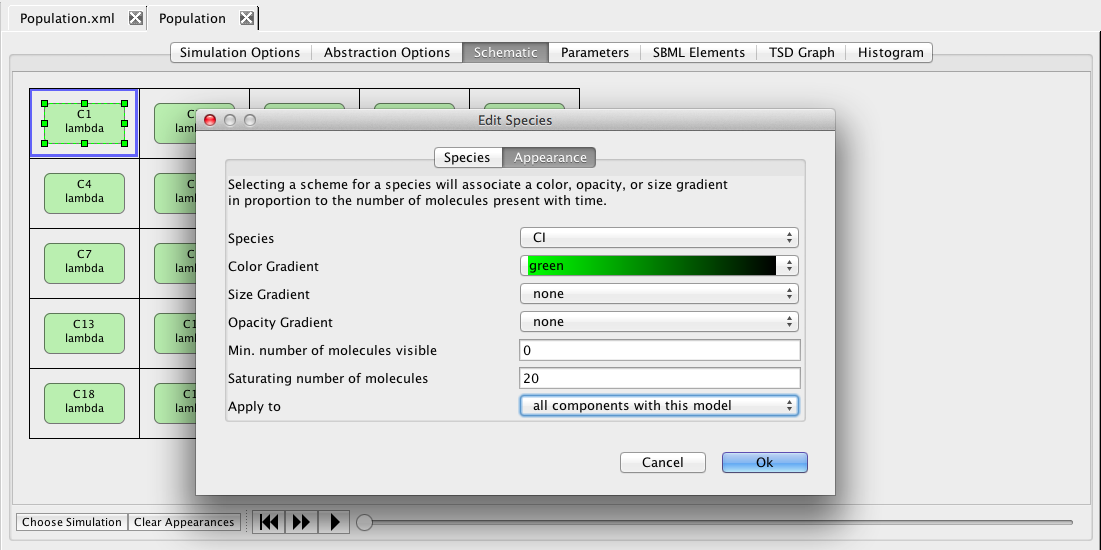 Population.xml
Population
Simulation Options
Abstraction Options
Schematic
Parameters
SBML Elements
TSD Graph
Histogram
C1
lambda
C4
lambda
C7
lambda
C13
lambda
C18
lambda
Edit Species
Species
Appearance
Selecting a scheme for a species will associate a color, opacity, or size gradient
in proportion to the number of molecules present with time.
Species
CI
Color Gradient
green
Size Gradient
none
Opacity Gradient
none
Min. number of molecules visible
0
Saturating number of molecules
20
Apply to
all components with this model
Cancel
Ok
Choose Simulation
Clear Appearances